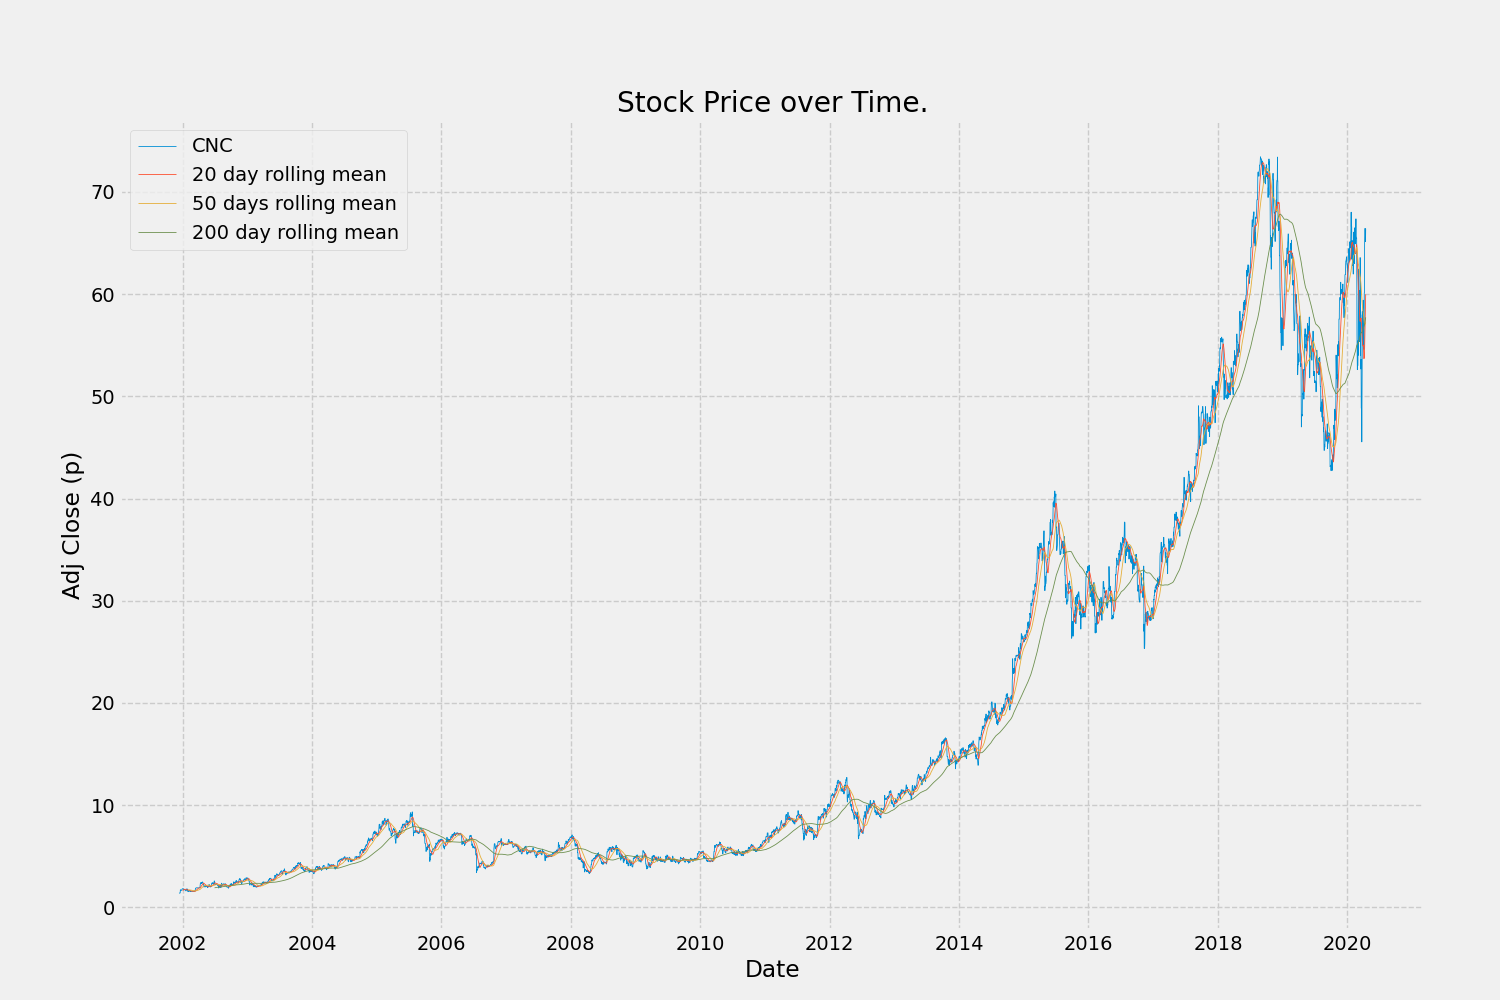 Stock Price over Time.
CNC
20 day rolling mean
50 days rolling mean
200 day rolling mean
Adj Close (p)
70
60
50
40
30
20
10
0
2002 2004 2006 2008 2010 2012 2014 2016 2018 2020
Date